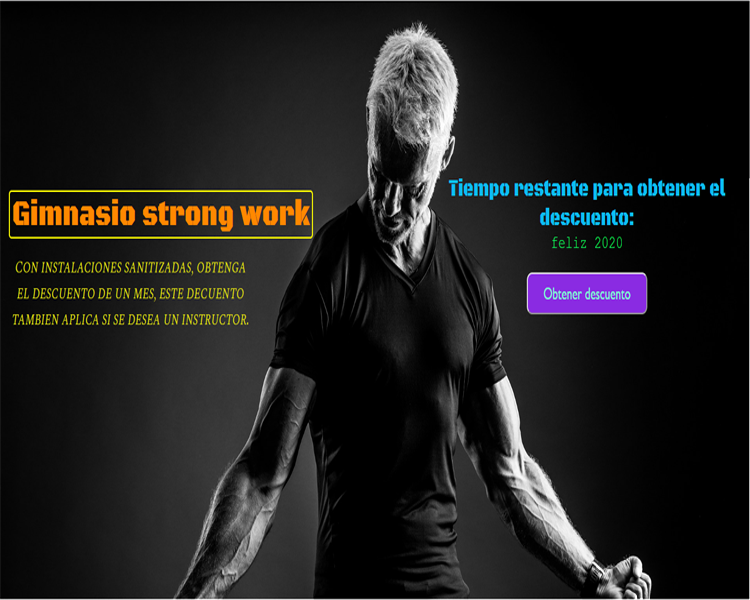 Gimnasio strong work
CON INSTALACIONES SANITIZADAS, OBTENGA
EL DESCUENTO DE UN MES, ESTE DECUENTO
TAMBIEN APLICA SI SE DESEA UN INSTRUCTOR.
Tiempo restante para obtener el
descuento:
feliz 2020
Obtener descuento